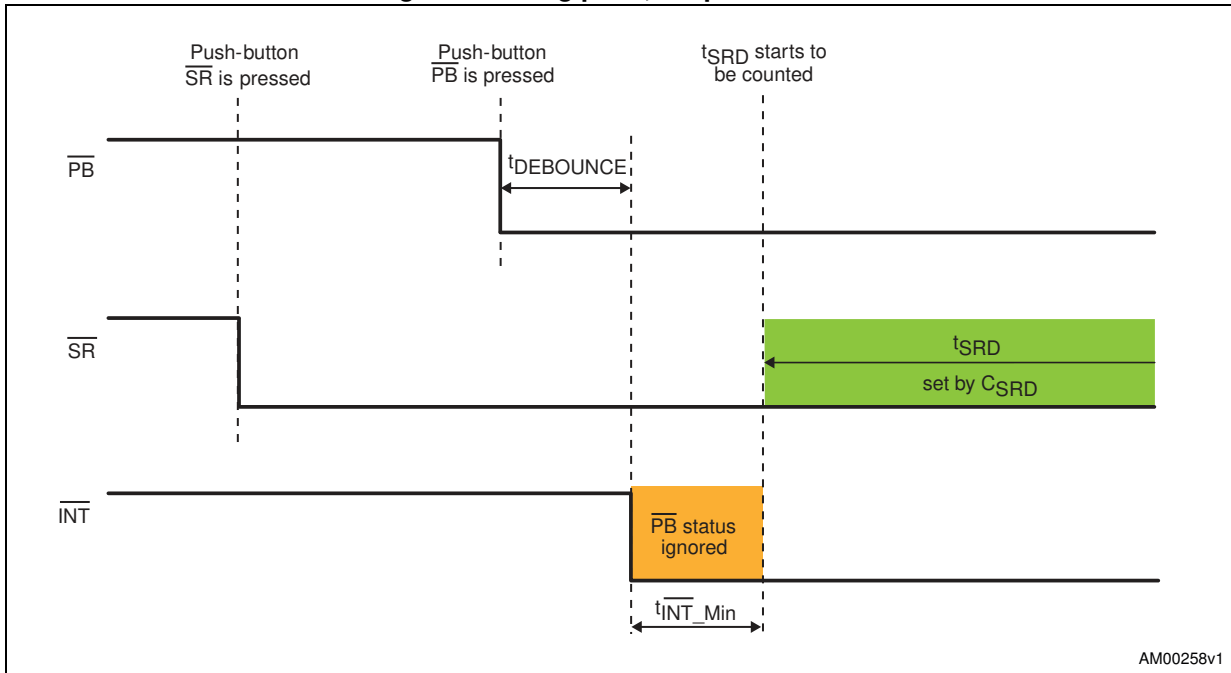 Push-button
SR is pressed
Push-button
PB is pressed
tSRD starts to
be counted
PB
tDEBOUNCE
SR
tSRD
set by CSRD
INT
PB status
ignored
tINT_Min
AM00258v1